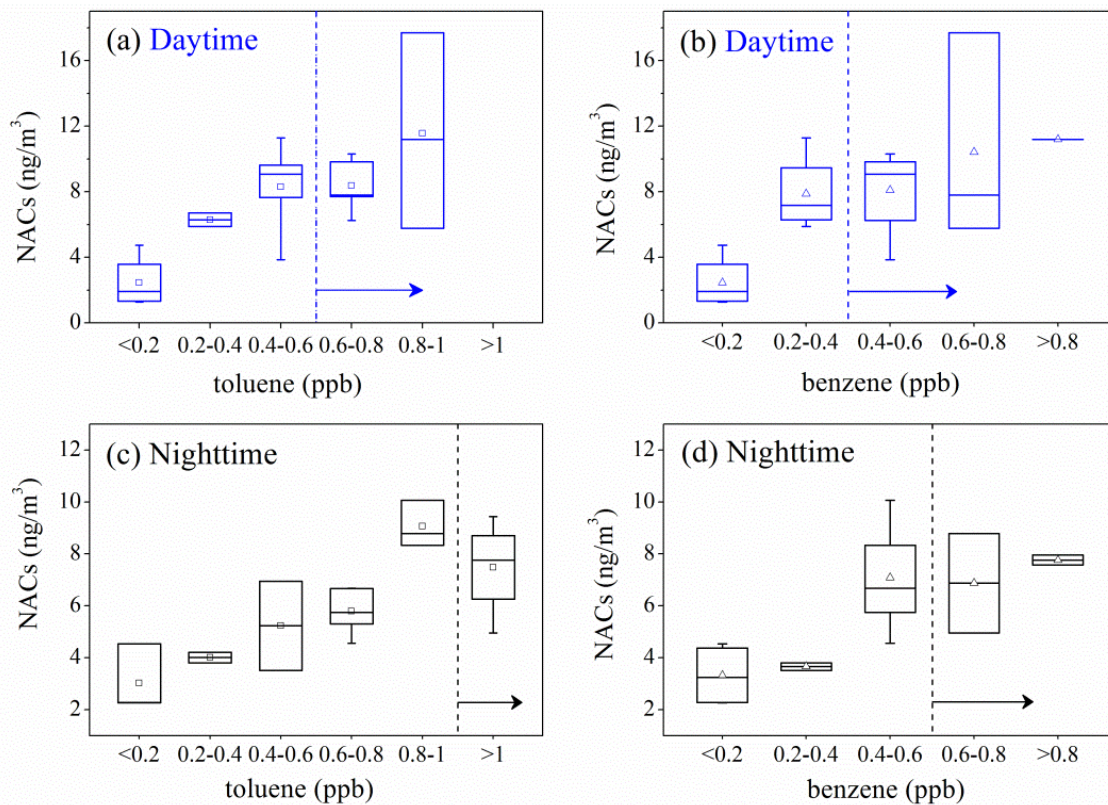 (a) Daytime
NACs (ng/m³)
16
12
8
4
0
<0.2 0.2-0.4 0.4-0.6 0.6-0.8 0.8-1 >1
toluene (ppb)
(b) Daytime
NACs (ng/m³)
16
12
8
4
0
<0.2 0.2-0.4 0.4-0.6 0.6-0.8 >0.8
benzene (ppb)
(c) Nighttime
NACs (ng/m³)
12
10
8
6
4
2
<0.2 0.2-0.4 0.4-0.6 0.6-0.8 0.8-1 >1
toluene (ppb)
(d) Nighttime
NACs (ng/m³)
12
10
8
6
4
2
<0.2 0.2-0.4 0.4-0.6 0.6-0.8 >0.8
benzene (ppb)